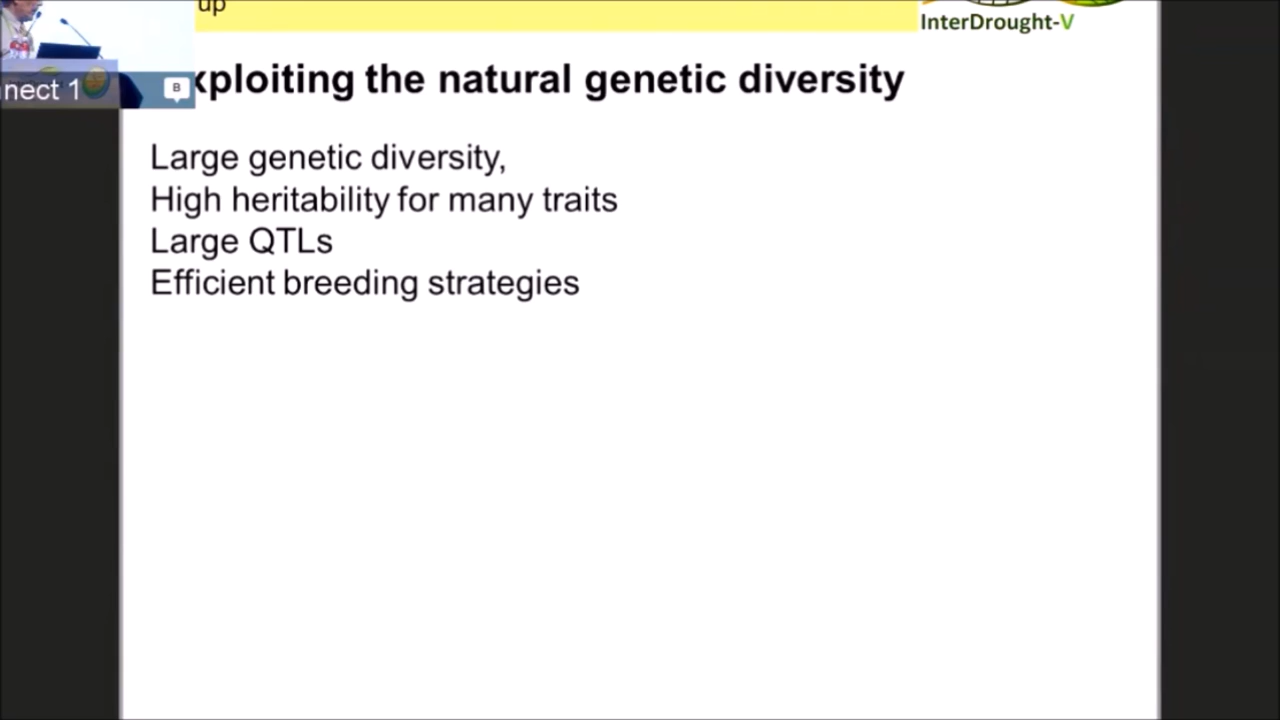 up
InterDrought-V
xploiting the natural genetic diversity
nect 1
B
Large genetic diversity,
High heritability for many traits
Large QTLs
Efficient breeding strategies